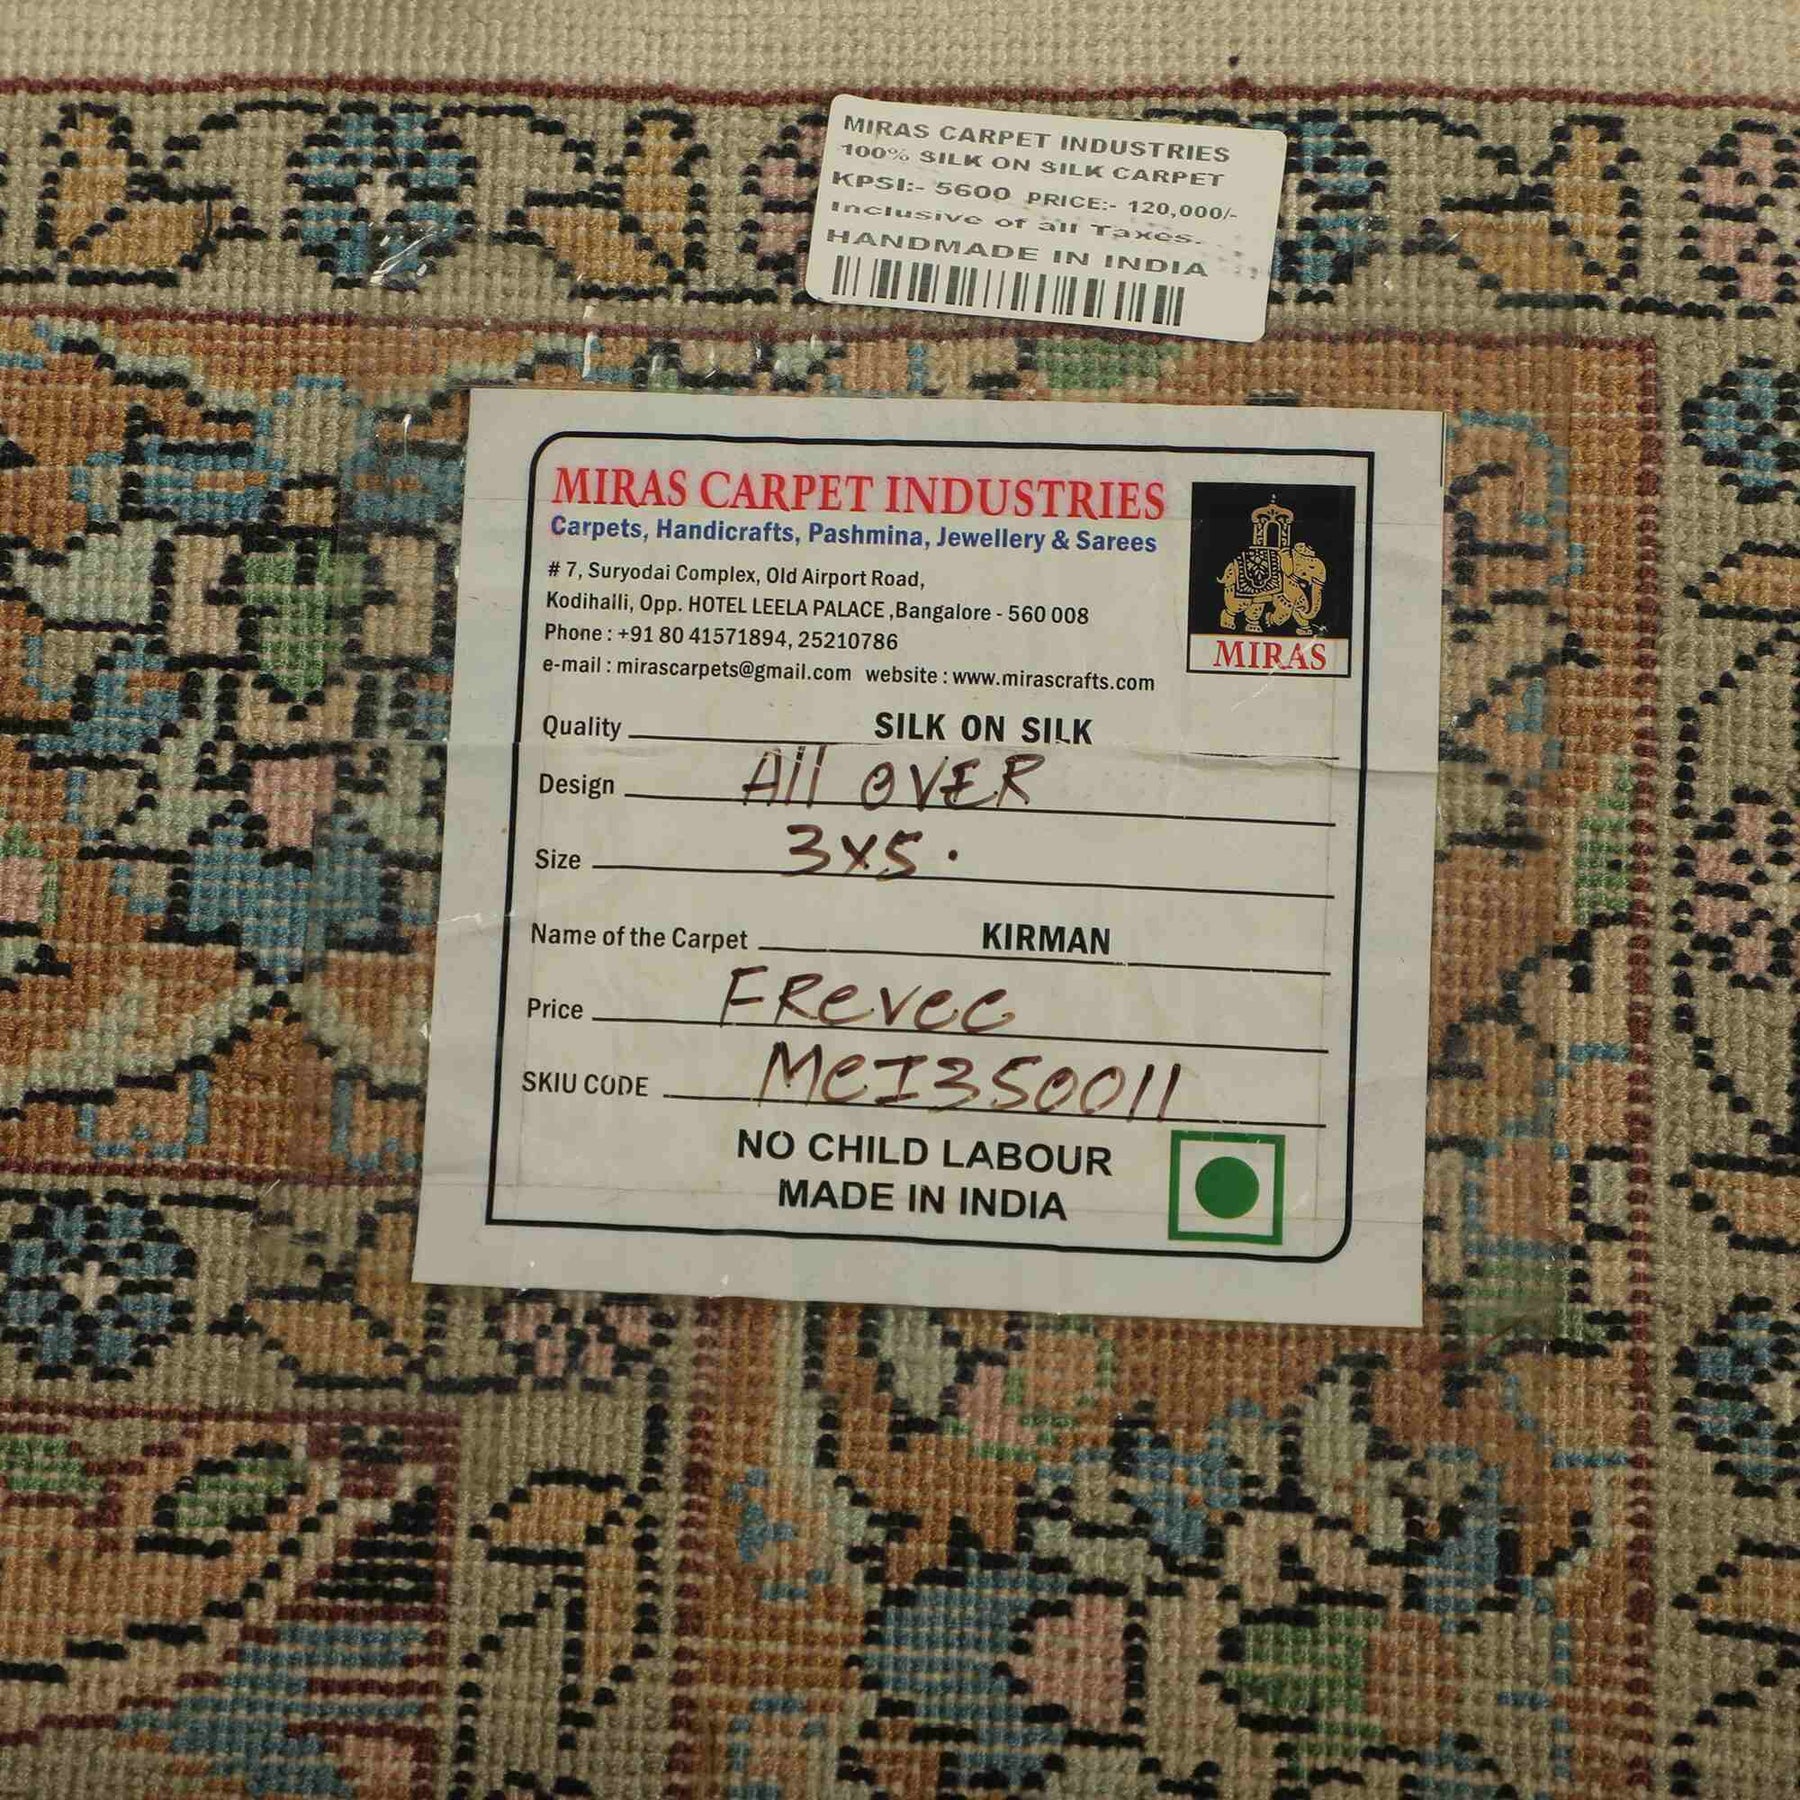 MIRAS CARPET INDUSTRIES
100% SILK ON SILK CARPET
KPSI:- 5600 PRICE:- 120,000/-
Inclusive of all Taxes.
HANDMADE IN INDIA
MIRAS CARPET INDUSTRIES
Carpets, Handicrafts, Pashmina, Jewellery & Sarees
# 7, Suryodai Complex, Old Airport Road,
Kodihalli, Opp. HOTEL LEELA PALACE ,Bangalore - 560 008
Phone : +91 80 41571894, 25210786
e-mail : mirascarpets@gmail.com website : www.mirascrafts.com
MIRAS
Quality SILK ON SILK
Design All OVER
Size 3x5.
Name of the Carpet KIRMAN
Price FRevec
SKIU CODE MCI350011
NO CHILD LABOUR
MADE IN INDIA